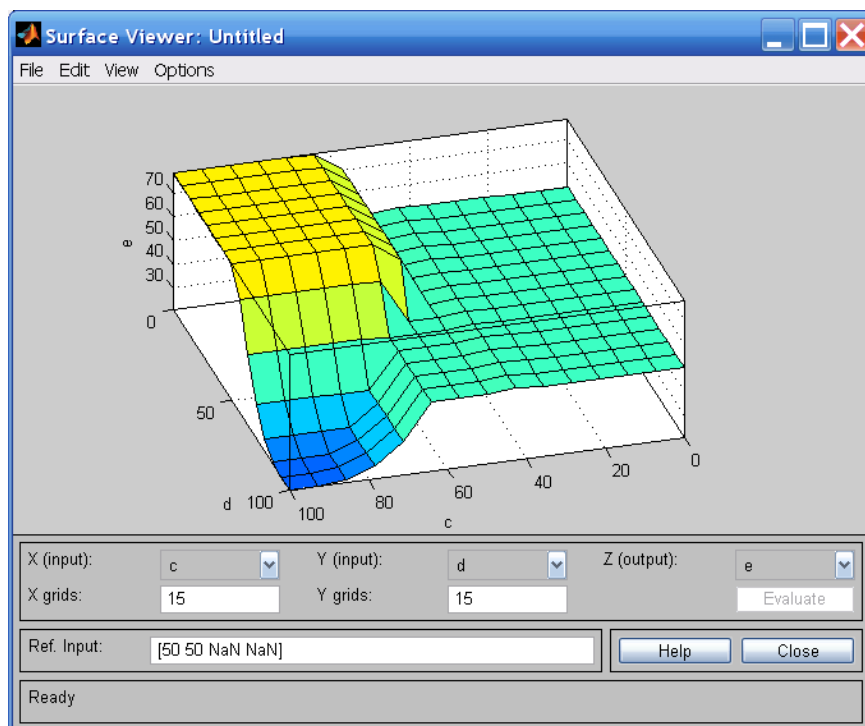 Surface Viewer: Untitled
File Edit View Options
70
60
50
40
30
e
0
50
100
d
100
80
60
40
20
0
c
X (input): c Y (input): d Z (output): e
X grids: 15 Y grids: 15 Evaluate
Ref. Input: [50 50 NaN NaN] Help Close
Ready